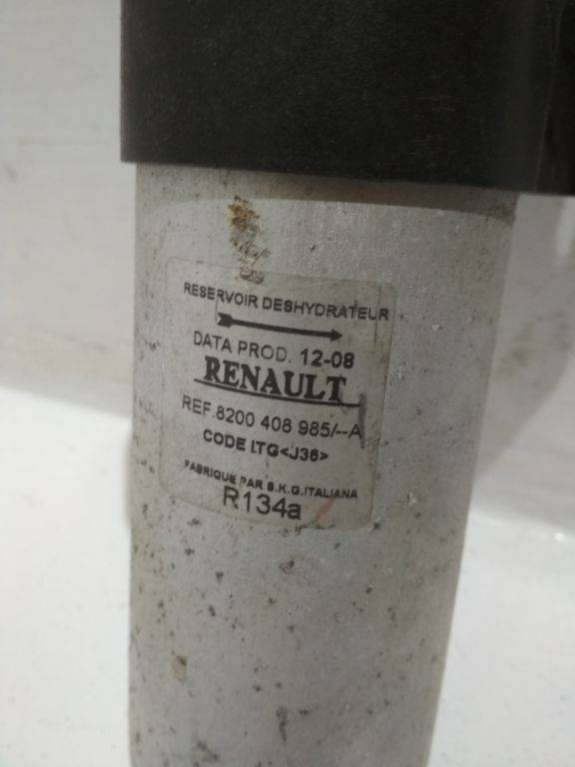 RESERVOIR DESHYDRATEUR
DATA PROD. 12-08
RENAULT
REF.8200 408 985/--A
CODE LTG<J36>
FABRIQUE PAR S.K.G.ITALIANA
R134a